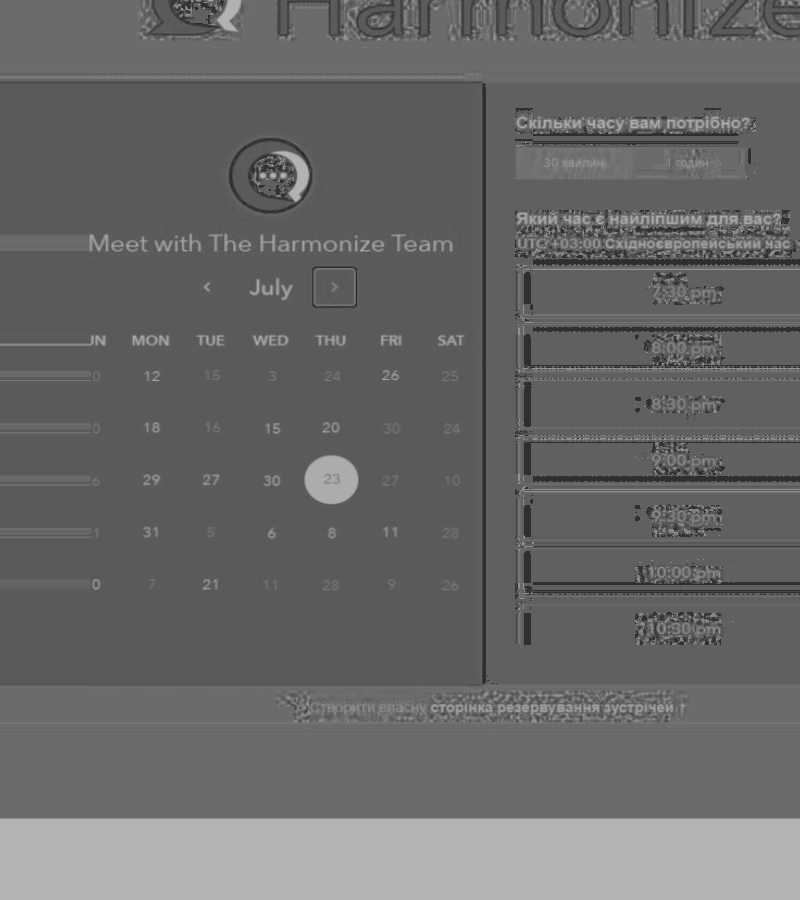 Harmonize
Meet with The Harmonize Team
July
UN MON TUE WED THU FRI SAT
0 12 15 3 24 26 25
0 18 16 15 20 30 24
6 29 27 30 23 27 10
1 31 5 6 8 11 28
0 7 21 11 28 9 26
Скільки часу вам потрібно?
30 хвилин 1 годин
Який час є найліпшим для вас?
UTC +03:00 Східноєвропейський час
7:30 pm
8:00 pm
8:30 pm
9:00 pm
9:30 pm
10:00 pm
10:30 pm
Створити власну сторінка резервування зустрічей